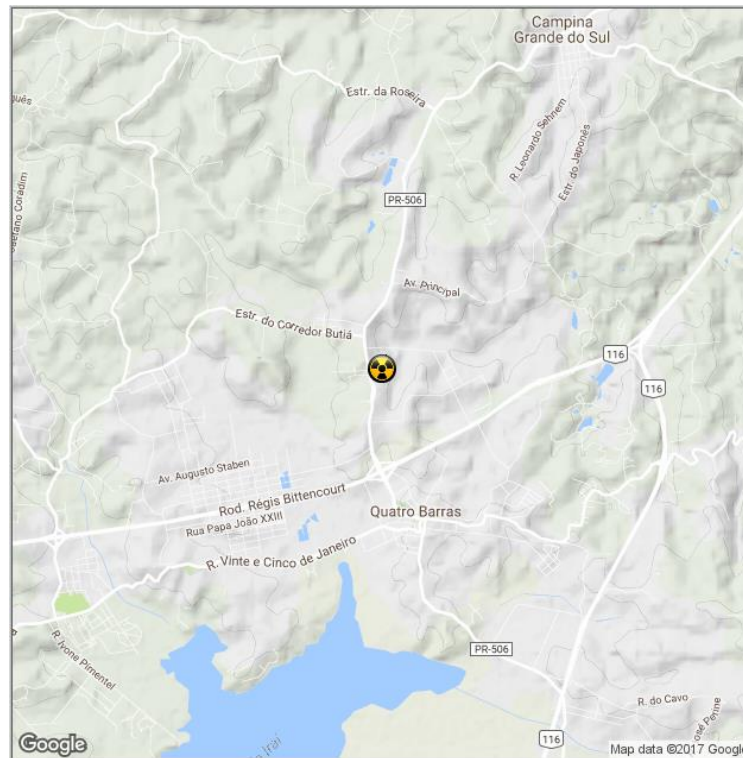 Campina
Grande do Sul
Estr. da Roseira
R. Leonardo Sehnem
Estr. do Japonês
Coradim
PR-506
Av. Principal
Estr. do Corredor Butiá
116
116
Av. Augusto Staben
Rod. Régis Bittencourt
Quatro Barras
Rua Papa João XXIII
R. Vinte e Cinco de Janeiro
R. Ivone Pimentel
PR-506
R. do Cavo
Iraí
116
Google
Map data ©2017 Google